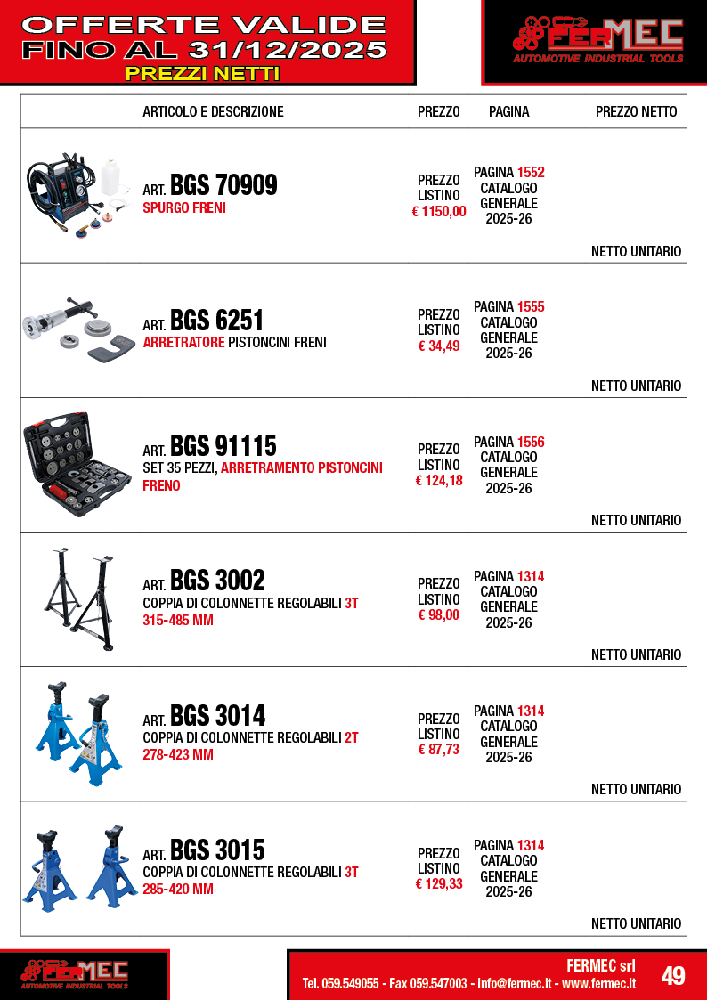 OFFERTE VALIDE
FINO AL 31/12/2025
PREZZI NETTI
FERMEC
AUTOMOTIVE INDUSTRIAL TOOLS
ARTICOLO E DESCRIZIONE PREZZO PAGINA PREZZO NETTO
ART. BGS 70909
SPURGO FRENI
PREZZO
LISTINO
€ 1150,00
PAGINA 1552
CATALOGO
GENERALE
2025-26
NETTO UNITARIO
ART. BGS 6251
ARRETRATORE PISTONCINI FRENI
PREZZO
LISTINO
€ 34,49
PAGINA 1555
CATALOGO
GENERALE
2025-26
NETTO UNITARIO
ART. BGS 91115
SET 35 PEZZI, ARRETRAMENTO PISTONCINI
FRENO
PREZZO
LISTINO
€ 124,18
PAGINA 1556
CATALOGO
GENERALE
2025-26
NETTO UNITARIO
ART. BGS 3002
COPPIA DI COLONNETTE REGOLABILI 3T
315-485 MM
PREZZO
LISTINO
€ 98,00
PAGINA 1314
CATALOGO
GENERALE
2025-26
NETTO UNITARIO
ART. BGS 3014
COPPIA DI COLONNETTE REGOLABILI 2T
278-423 MM
PREZZO
LISTINO
€ 87,73
PAGINA 1314
CATALOGO
GENERALE
2025-26
NETTO UNITARIO
ART. BGS 3015
COPPIA DI COLONNETTE REGOLABILI 3T
285-420 MM
PREZZO
LISTINO
€ 129,33
PAGINA 1314
CATALOGO
GENERALE
2025-26
NETTO UNITARIO
FERMEC
AUTOMOTIVE INDUSTRIAL TOOLS
FERMEC srl
Tel. 059.549055 - Fax 059.547003 - info@fermec.it - www.fermec.it
49